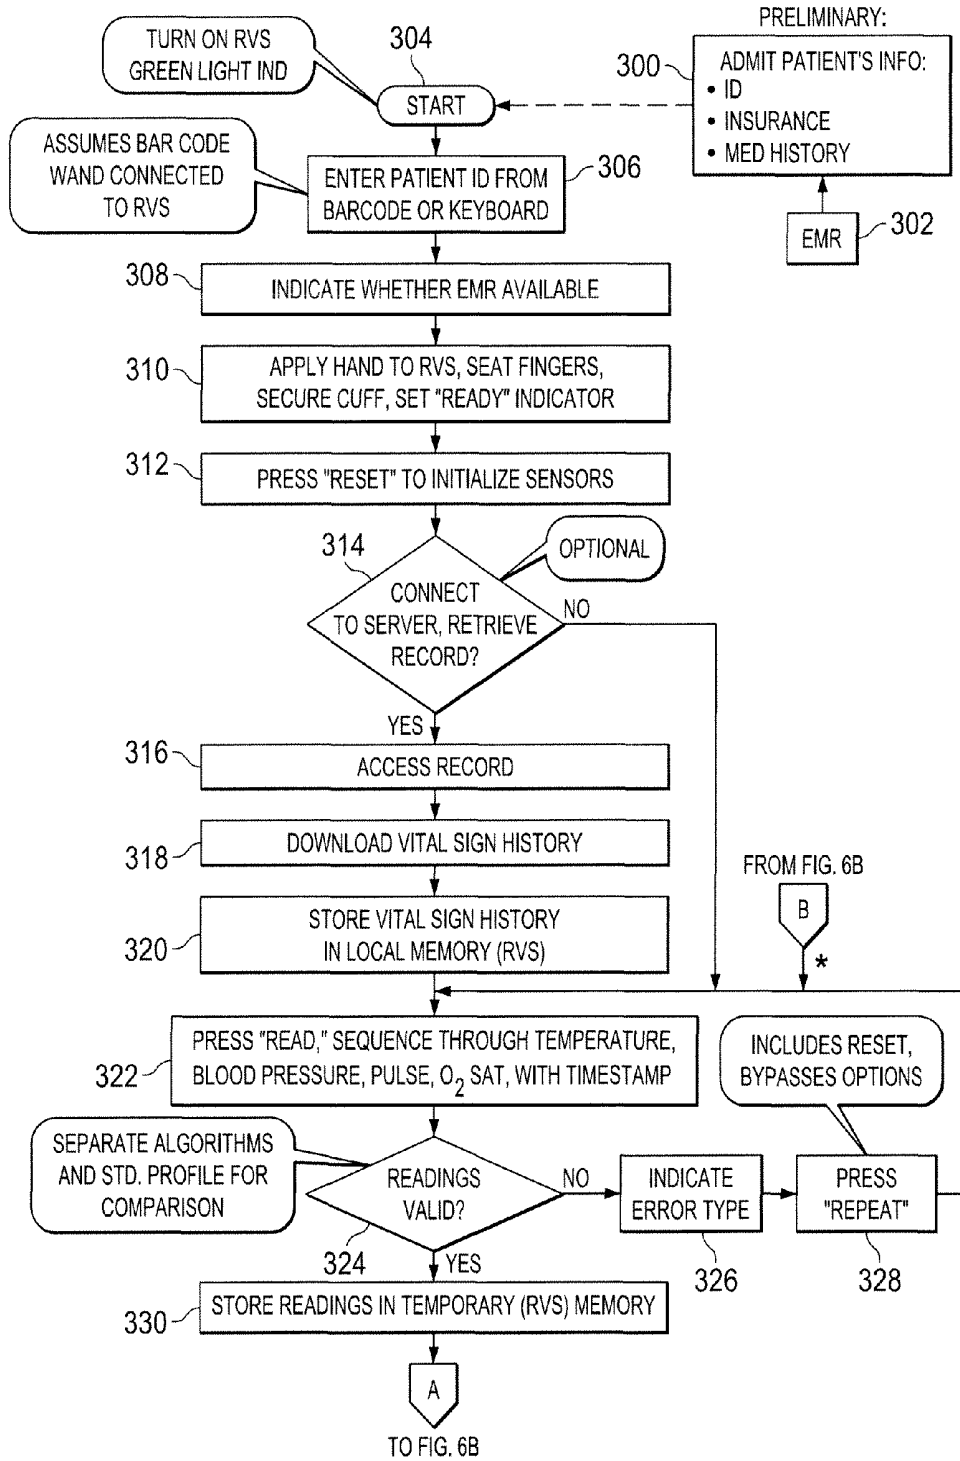 PRELIMINARY:
TURN ON RVS
GREEN LIGHT IND
304
START
300
ADMIT PATIENT'S INFO:
• ID
• INSURANCE
• MED HISTORY
ASSUMES BAR CODE
WAND CONNECTED
TO RVS
ENTER PATIENT ID FROM
BARCODE OR KEYBOARD
306
EMR
302
308
INDICATE WHETHER EMR AVAILABLE
310
APPLY HAND TO RVS, SEAT FINGERS,
SECURE CUFF, SET "READY" INDICATOR
312
PRESS "RESET" TO INITIALIZE SENSORS
314
OPTIONAL
CONNECT
TO SERVER, RETRIEVE
RECORD?
NO
YES
316
ACCESS RECORD
318
DOWNLOAD VITAL SIGN HISTORY
320
STORE VITAL SIGN HISTORY
IN LOCAL MEMORY (RVS)
FROM FIG. 6B
B
*
322
PRESS "READ," SEQUENCE THROUGH TEMPERATURE,
BLOOD PRESSURE, PULSE, O2 SAT, WITH TIMESTAMP
INCLUDES RESET,
BYPASSES OPTIONS
SEPARATE ALGORITHMS
AND STD. PROFILE FOR
COMPARISON
READINGS
VALID?
324
NO
INDICATE
ERROR TYPE
326
PRESS
"REPEAT"
328
YES
330
STORE READINGS IN TEMPORARY (RVS) MEMORY
A
TO FIG. 6B